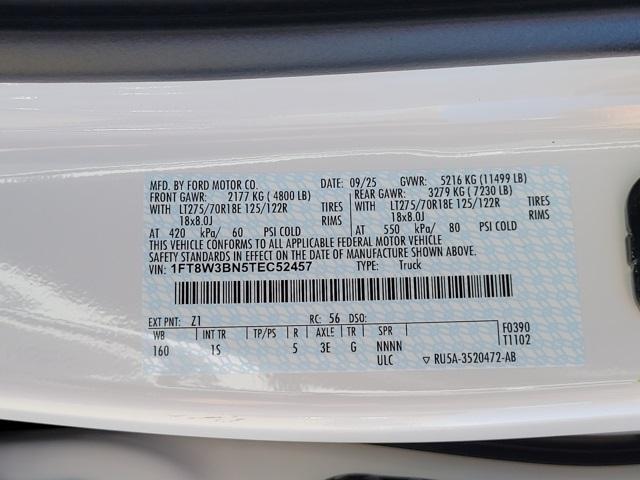 MFD. BY FORD MOTOR CO. DATE: 09/25 GVWR: 5216 KG (11499 LB)
FRONT GAWR: 2177 KG ( 4800 LB) REAR GAWR: 3279 KG ( 7230 LB)
WITH LT275/70R18E 125/122R TIRES WITH LT275/70R18E 125/122R TIRES
18x8.0J RIMS 18x8.0J RIMS
AT 420 kPa/ 60 PSI COLD AT 550 kPa/ 80 PSI COLD
THIS VEHICLE CONFORMS TO ALL APPLICABLE FEDERAL MOTOR VEHICLE
SAFETY STANDARDS IN EFFECT ON THE DATE OF MANUFACTURE SHOWN ABOVE.
VIN: 1FT8W3BN5TEC52457 TYPE: Truck
EXT PNT: Z1 RC: 56 DSO: F0390
WB INT TR TP/PS R AXLE TR SPR T1102
160 1S 5 3E G NNNN
ULC ▽ RU5A-3520472-AB